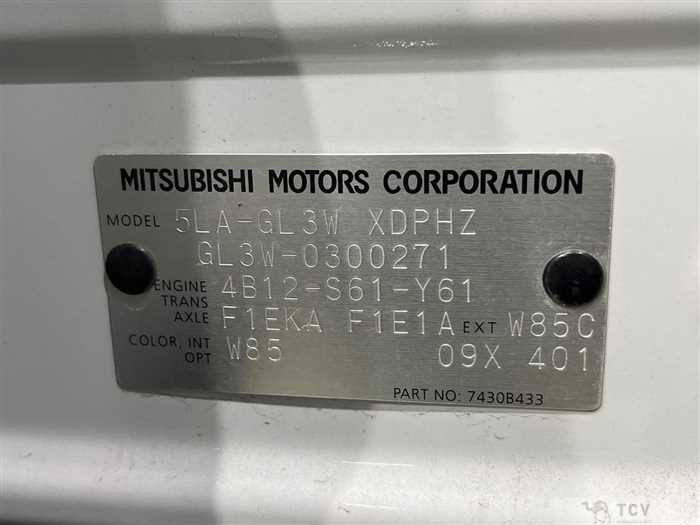 MITSUBISHI MOTORS CORPORATION
MODEL 5LA-GL3W XDPHZ
GL3W-0300271
ENGINE 4B12-S61-Y61
TRANS
AXLE F1EKA F1E1A EXT W85C
COLOR, INT
OPT W85 09X 401
PART NO: 7430B433
TCV